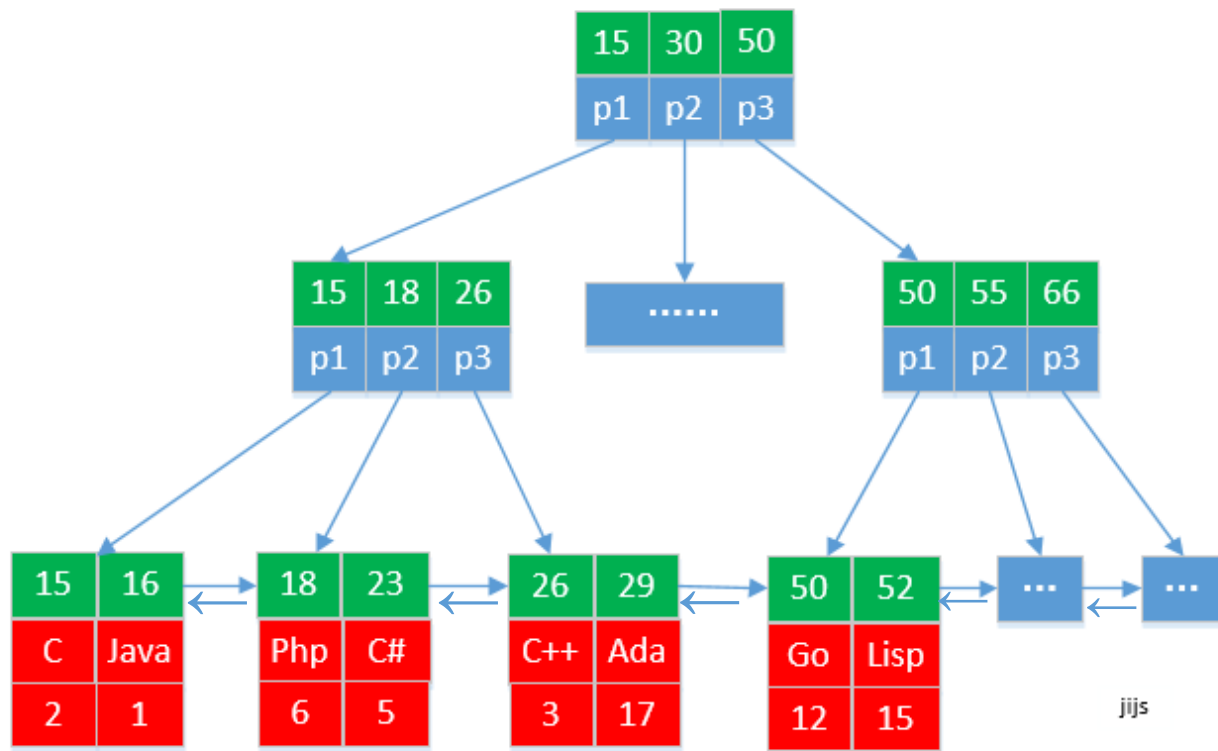 15 30 50
p1 p2 p3
15 18 26
p1 p2 p3
......
50 55 66
p1 p2 p3
15 16
C Java
2 1
18 23
Php C#
6 5
26 29
C++ Ada
3 17
50 52
Go Lisp
12 15
...
...
jijs